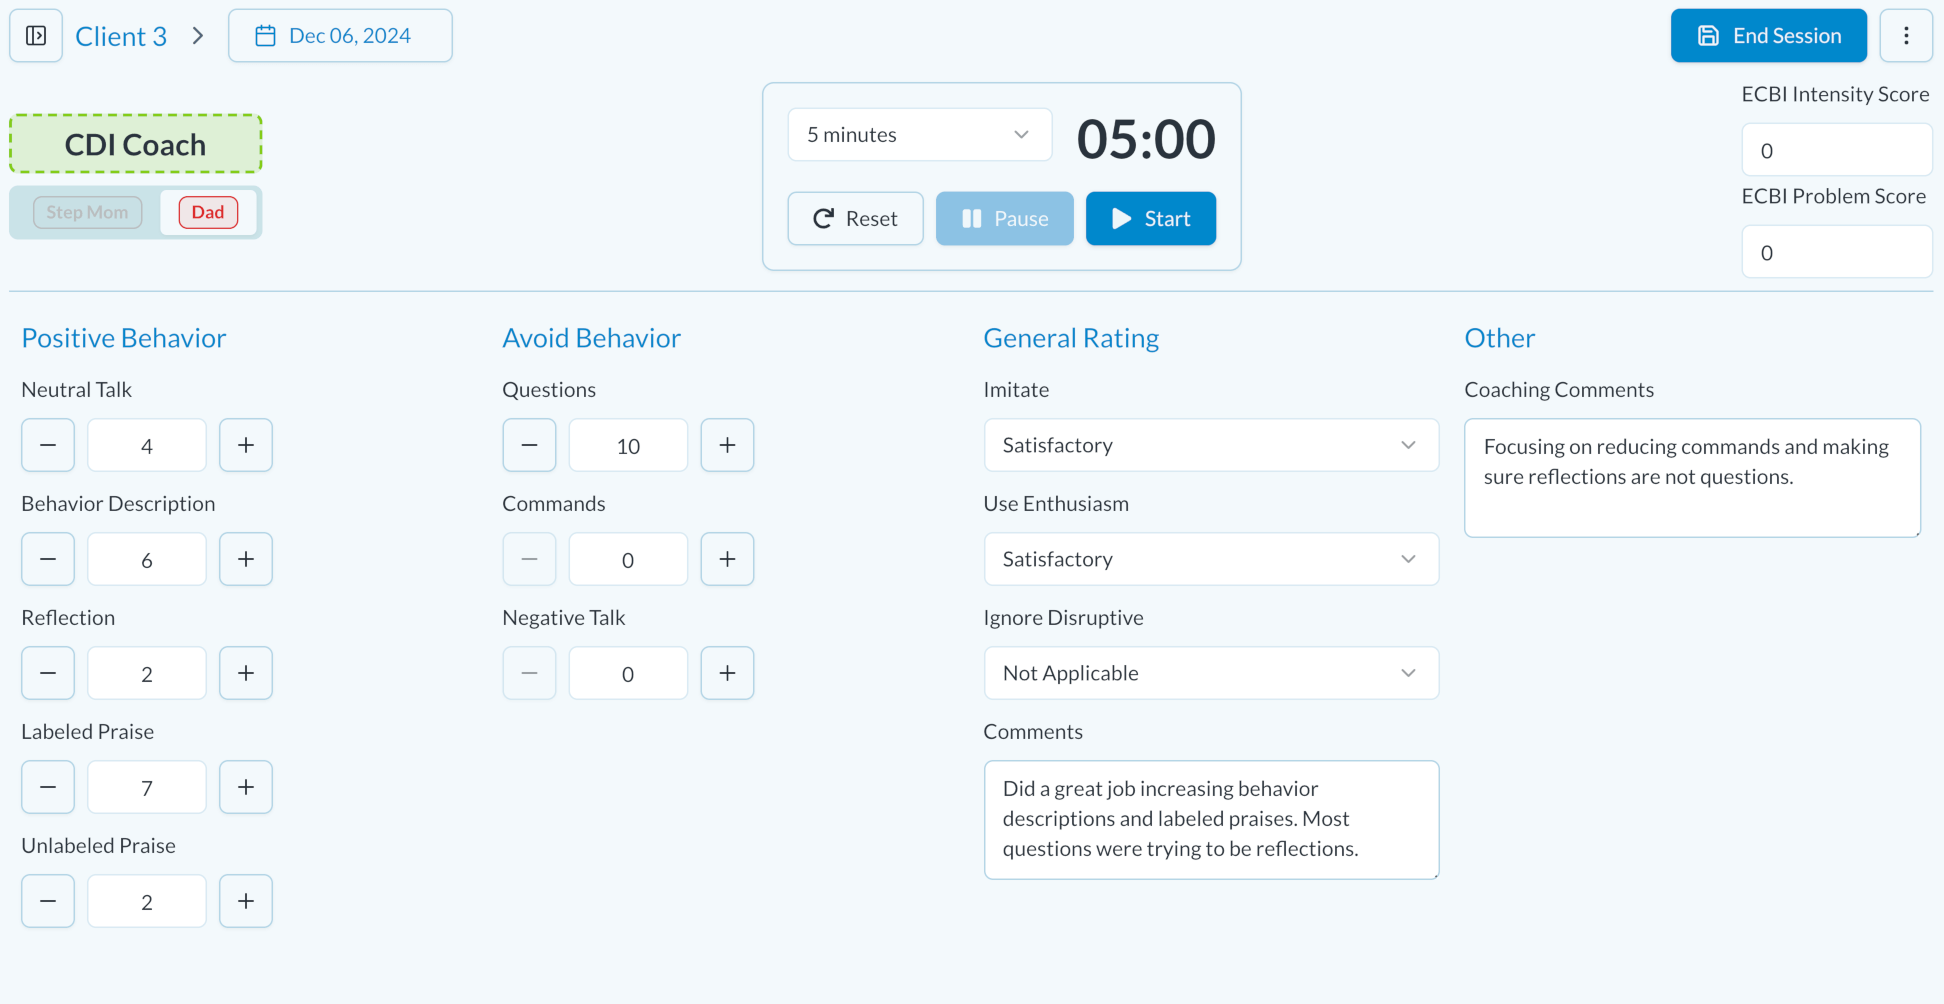 Client 3
Dec 06, 2024
End Session
CDI Coach
Step Mom
Dad
5 minutes
05:00
Reset
Pause
Start
ECBI Intensity Score
0
ECBI Problem Score
0
Positive Behavior
Neutral Talk
4
Behavior Description
6
Reflection
2
Labeled Praise
7
Unlabeled Praise
2
Avoid Behavior
Questions
10
Commands
0
Negative Talk
0
General Rating
Imitate
Satisfactory
Use Enthusiasm
Satisfactory
Ignore Disruptive
Not Applicable
Comments
Did a great job increasing behavior
descriptions and labeled praises. Most
questions were trying to be reflections.
Other
Coaching Comments
Focusing on reducing commands and making
sure reflections are not questions.